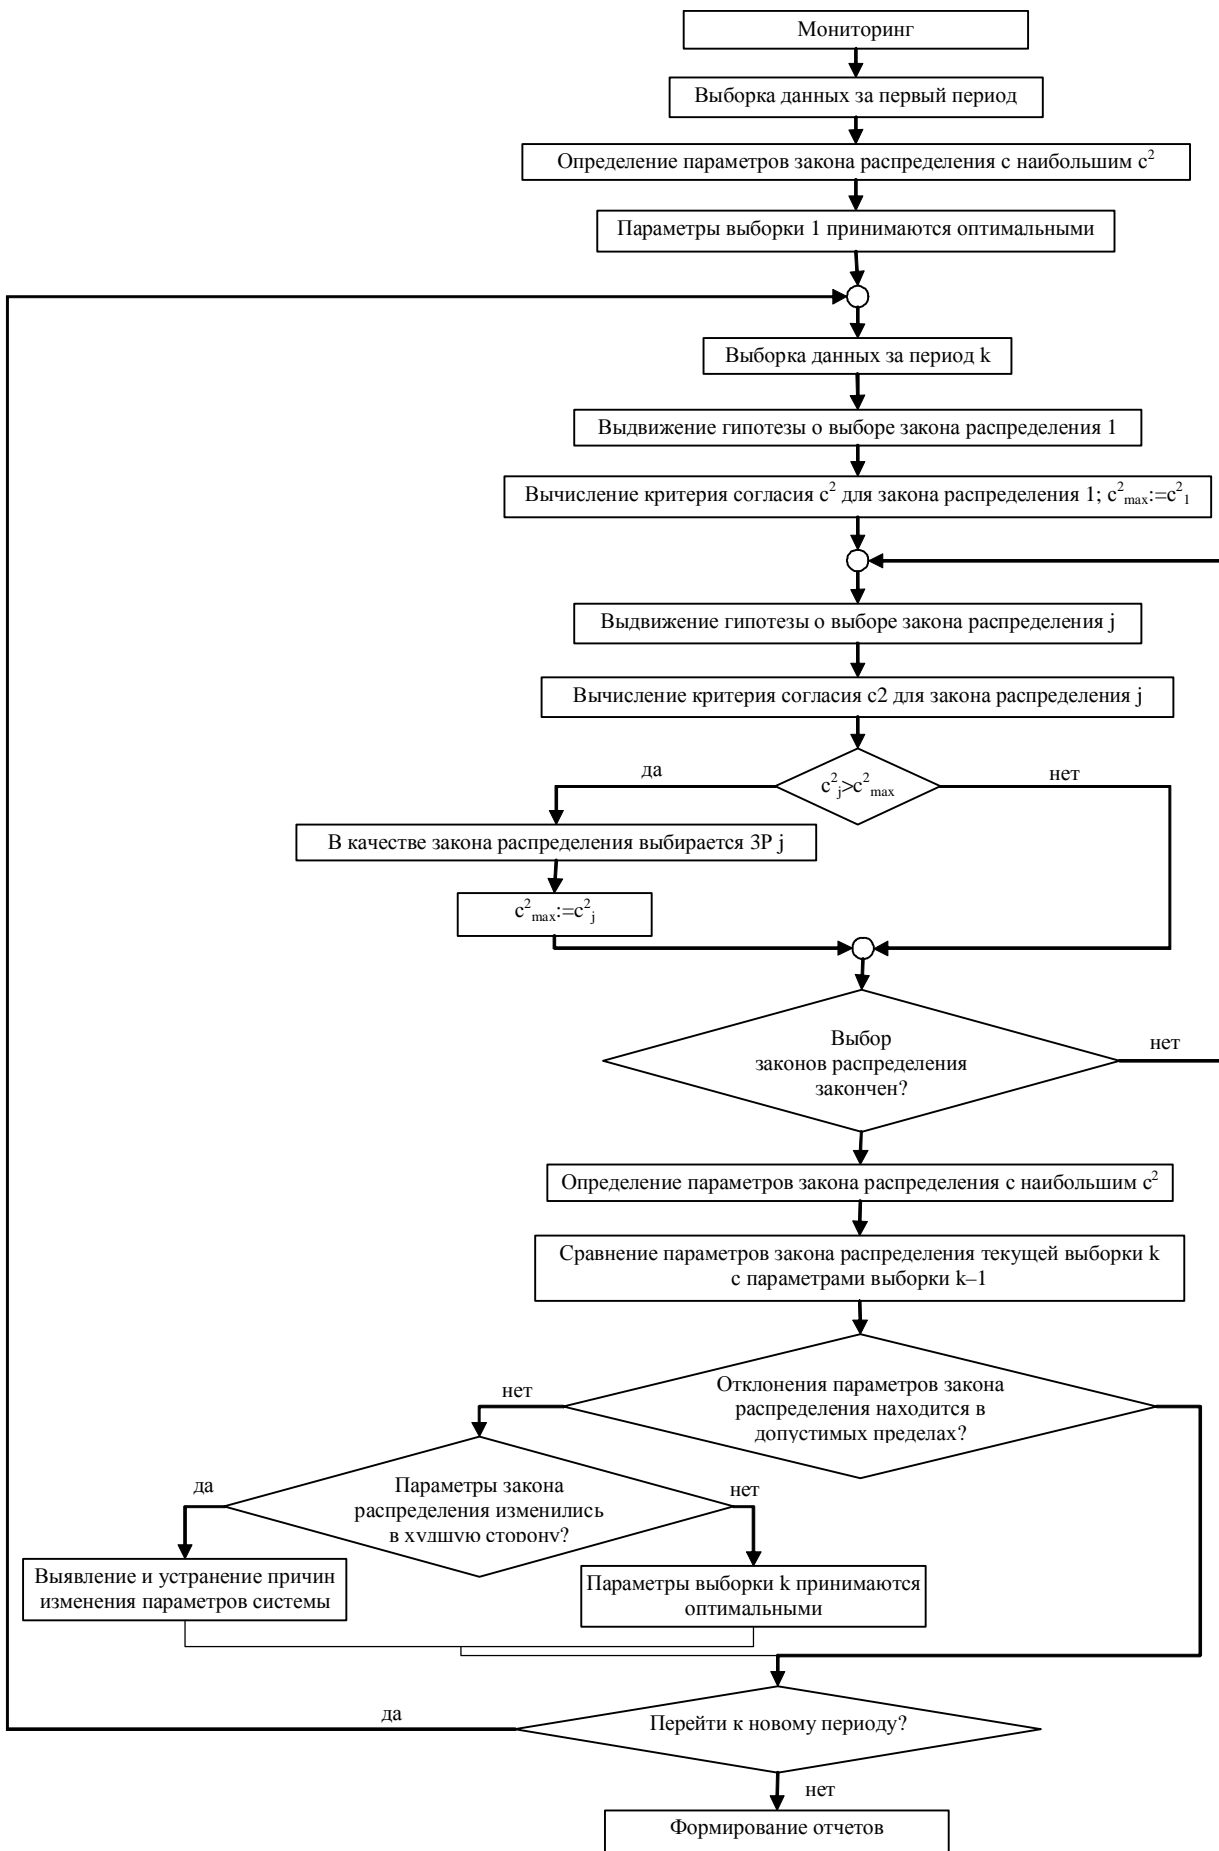 Мониторинг
Выборка данных за первый период
Определение параметров закона распределения с наибольшим c²
Параметры выборки 1 принимаются оптимальными
Выборка данных за период k
Выдвижение гипотезы о выборе закона распределения 1
Вычисление критерия согласия c² для закона распределения 1; c²max:=c²1
Выдвижение гипотезы о выборе закона распределения j
Вычисление критерия согласия c2 для закона распределения j
да
нет
c²j>c²max
В качестве закона распределения выбирается ЗР j
c²max:=c²j
Выбор
законов распределения
закончен?
нет
Определение параметров закона распределения с наибольшим c²
Сравнение параметров закона распределения текущей выборки k
с параметрами выборки k–1
нет
Отклонения параметров закона
распределения находится в
допустимых пределах?
да
Параметры закона
распределения изменились
в худшую сторону?
нет
Выявление и устранение причин
изменения параметров системы
Параметры выборки k принимаются
оптимальными
да
Перейти к новому периоду?
нет
Формирование отчетов